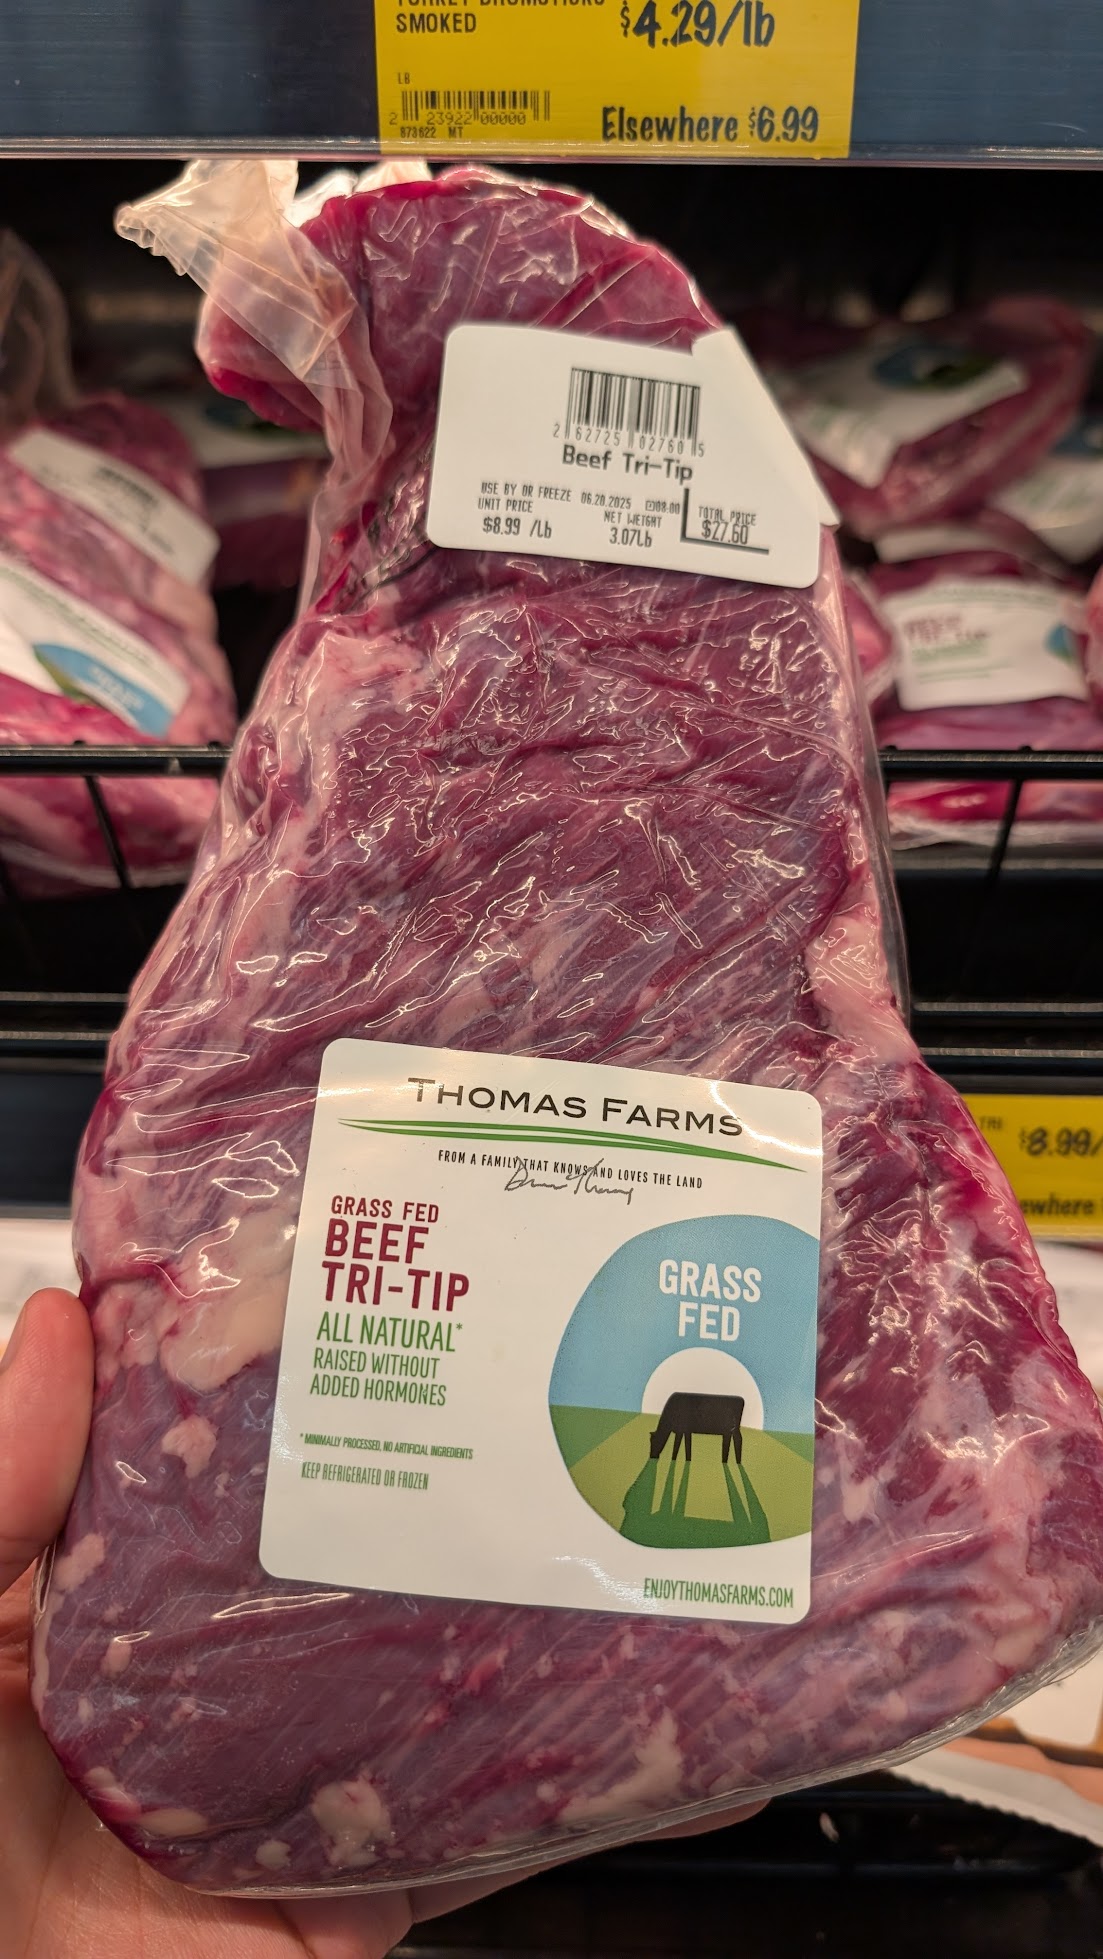 SMOKED
$4.29/lb
LB
2 23922 00000
873622 MT
Elsewhere $6.99
2 62725 02760 5
Beef Tri-Tip
USE BY OR FREEZE 06.20.2025
UNIT PRICE
NET WEIGHT
TOTAL PRICE
$8.99 /lb
3.07lb
$27.60
THOMAS FARMS
FROM A FAMILY THAT KNOWS AND LOVES THE LAND
GRASS FED
BEEF
TRI-TIP
ALL NATURAL*
RAISED WITHOUT
ADDED HORMONES
* MINIMALLY PROCESSED, NO ARTIFICIAL INGREDIENTS
KEEP REFRIGERATED OR FROZEN
GRASS
FED
ENJOYTHOMASFARMS.COM
TRI
$8.99/